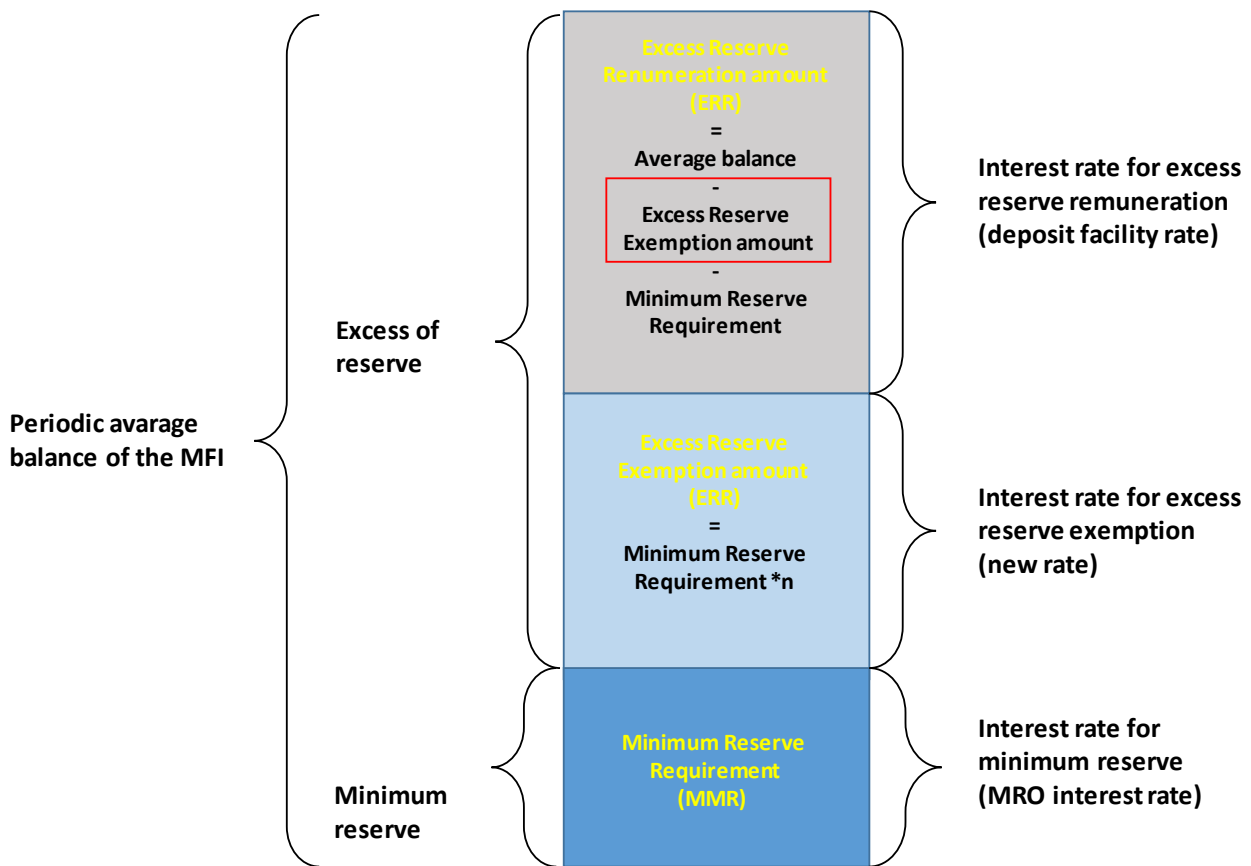 Periodic avarage
balance of the MFI
Excess of
reserve
Minimum
reserve
Excess Reserve
Renumeration amount
(ERR)
=
Average balance
-
Excess Reserve
Exemption amount
-
Minimum Reserve
Requirement
Excess Reserve
Exemption amount
(ERR)
=
Minimum Reserve
Requirement *n
Minimum Reserve
Requirement
(MMR)
Interest rate for excess
reserve remuneration
(deposit facility rate)
Interest rate for excess
reserve exemption
(new rate)
Interest rate for
minimum reserve
(MRO interest rate)